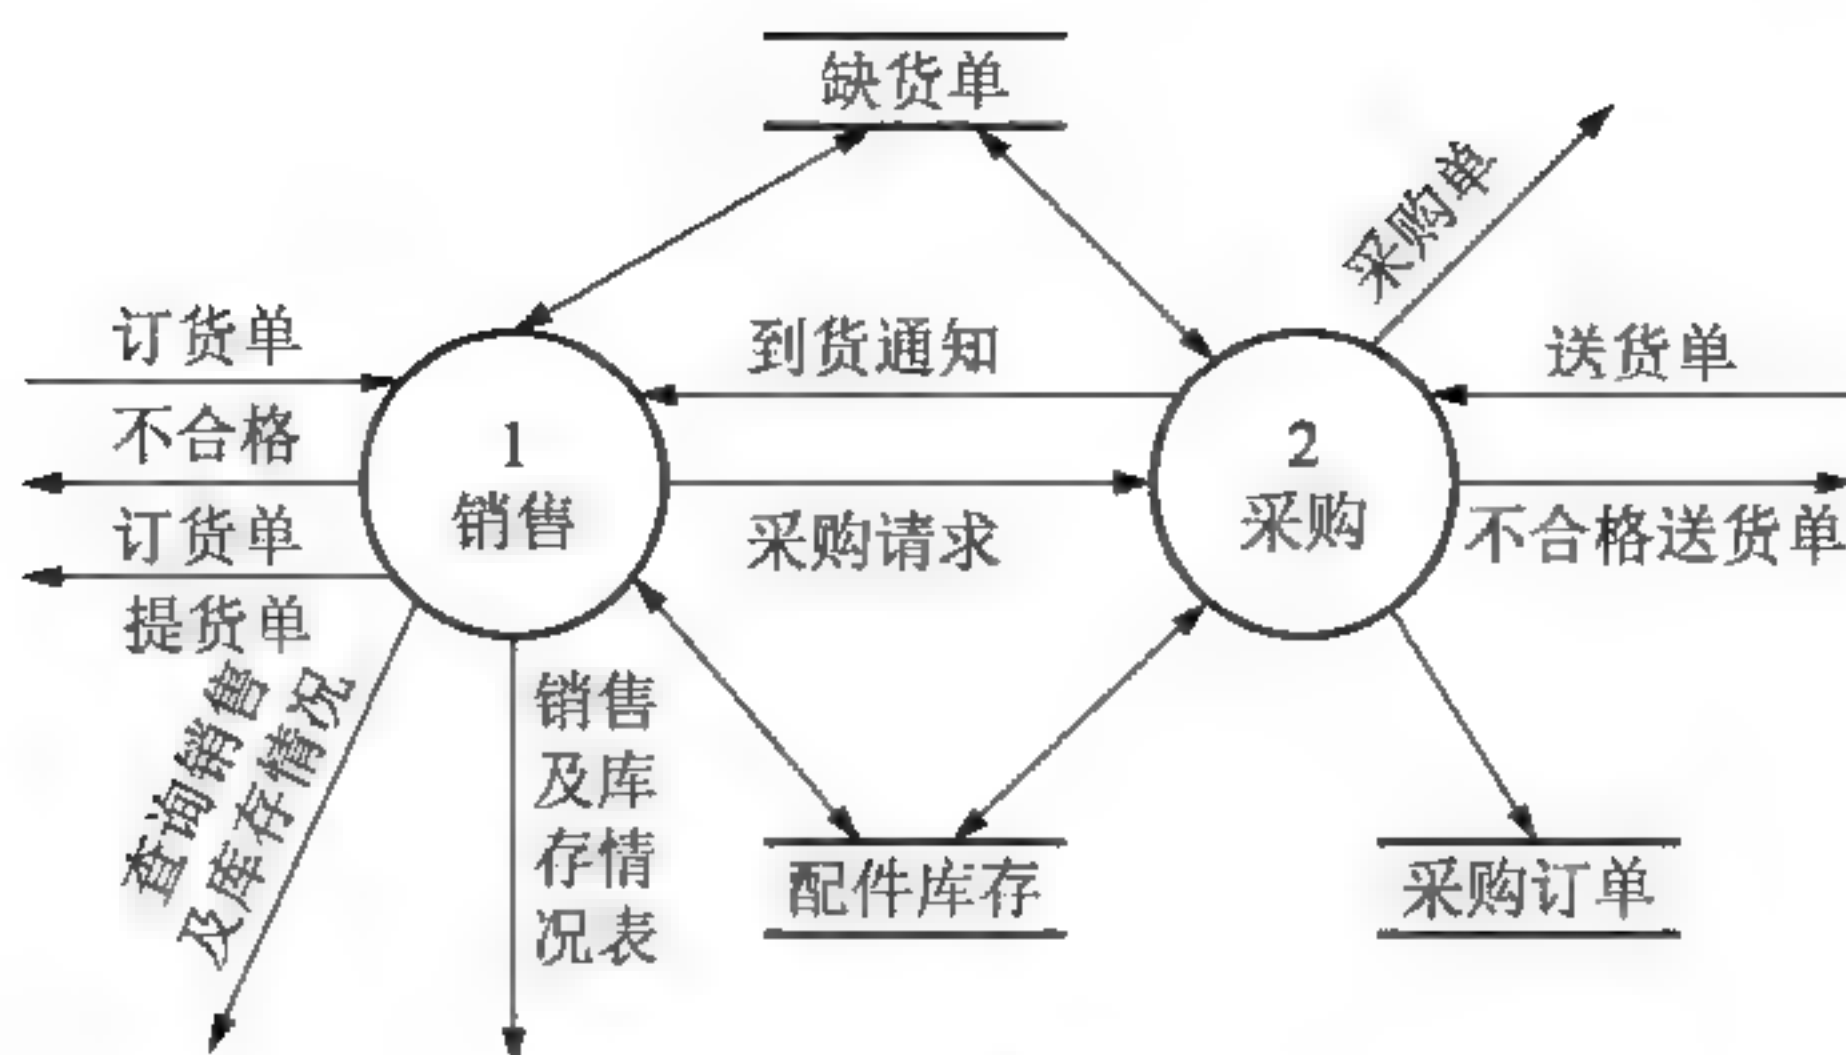 缺货单
采购单
订货单
到货通知
送货单
不合格
1
2
销售
采购
订货单
采购请求
不合格送货单
提货单
查询销售
及库存情况
销售
及库
存情
况表
配件库存
采购订单